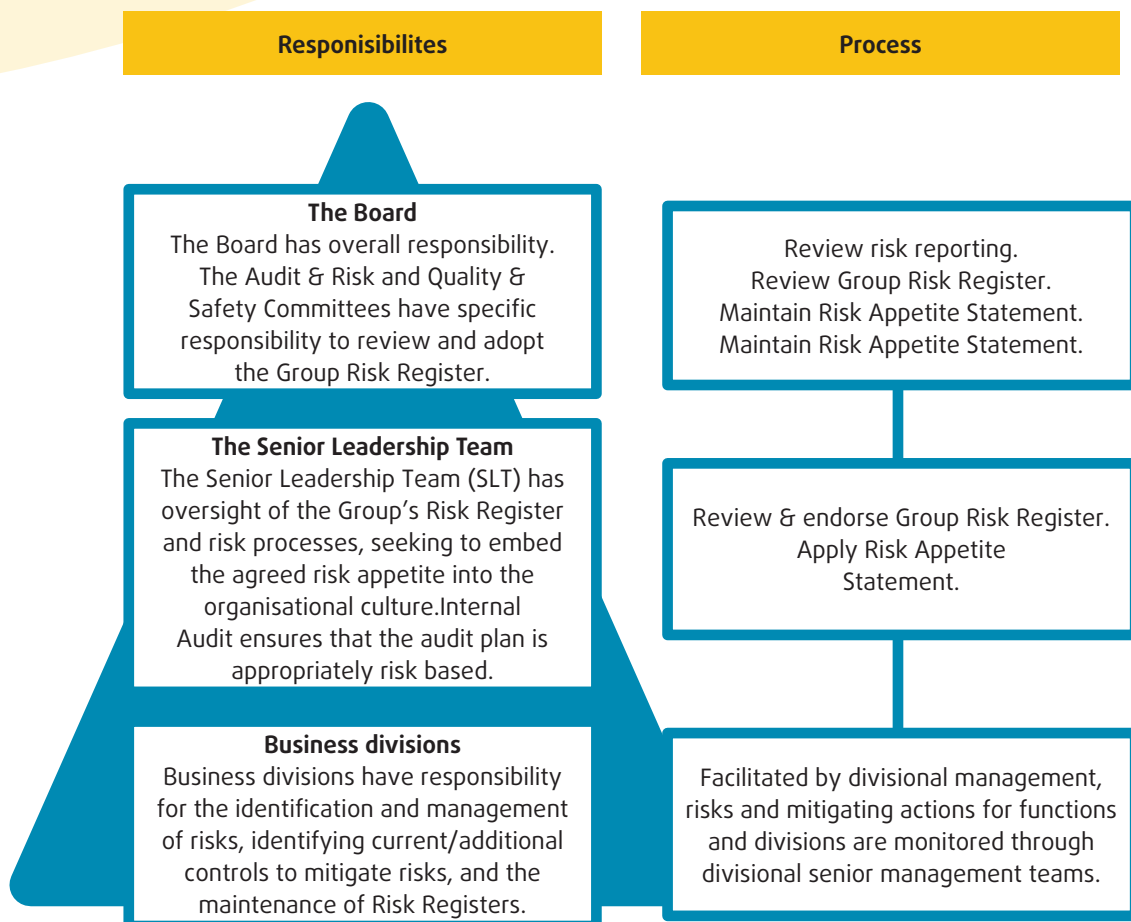 Responisibilites
Process
The Board
The Board has overall responsibility.
The Audit & Risk and Quality &
Safety Committees have specific
responsibility to review and adopt
the Group Risk Register.
Review risk reporting.
Review Group Risk Register.
Maintain Risk Appetite Statement.
Maintain Risk Appetite Statement.
The Senior Leadership Team
The Senior Leadership Team (SLT) has
oversight of the Group’s Risk Register
and risk processes, seeking to embed
the agreed risk appetite into the
organisational culture.Internal
Audit ensures that the audit plan is
appropriately risk based.
Review & endorse Group Risk Register.
Apply Risk Appetite
Statement.
Business divisions
Business divisions have responsibility
for the identification and management
of risks, identifying current/additional
controls to mitigate risks, and the
maintenance of Risk Registers.
Facilitated by divisional management,
risks and mitigating actions for functions
and divisions are monitored through
divisional senior management teams.